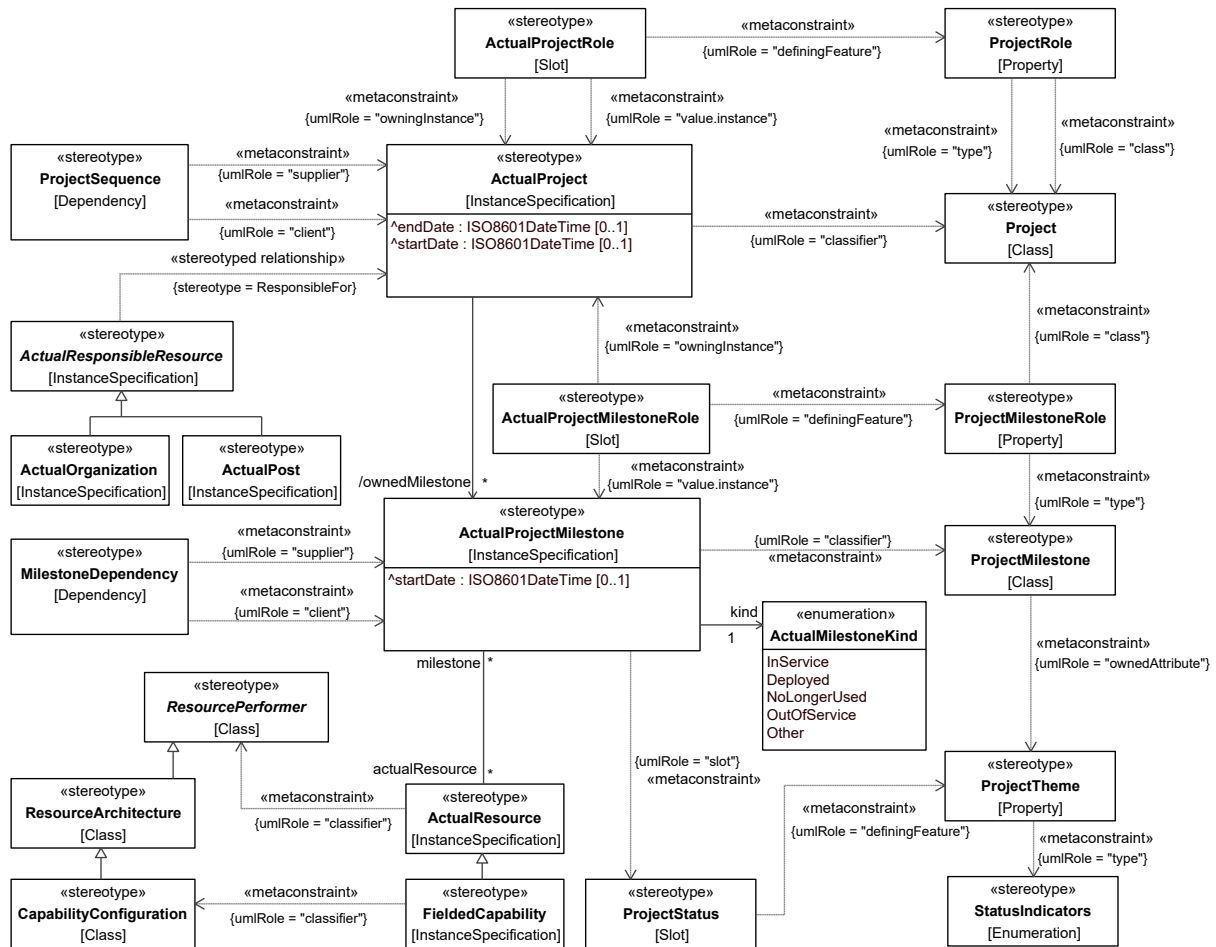 «stereotype»
ActualProjectRole
[Slot]
«metaconstraint»
{umlRole = "definingFeature"}
«stereotype»
ProjectRole
[Property]
«metaconstraint»
{umlRole = "owningInstance"}
«metaconstraint»
{umlRole = "value.instance"}
«metaconstraint»
{umlRole = "type"}
«metaconstraint»
{umlRole = "class"}
«stereotype»
ProjectSequence
[Dependency]
«metaconstraint»
{umlRole = "supplier"}
«metaconstraint»
{umlRole = "client"}
«stereotype»
ActualProject
[InstanceSpecification]
^endDate : ISO8601DateTime [0..1]
^startDate : ISO8601DateTime [0..1]
«metaconstraint»
{umlRole = "classifier"}
«stereotype»
Project
[Class]
«stereotyped relationship»
{stereotype = ResponsibleFor}
«stereotype»
ActualResponsibleResource
[InstanceSpecification]
«metaconstraint»
{umlRole = "owningInstance"}
«metaconstraint»
{umlRole = "class"}
«stereotype»
ActualProjectMilestoneRole
[Slot]
«metaconstraint»
{umlRole = "definingFeature"}
«stereotype»
ProjectMilestoneRole
[Property]
«stereotype»
ActualOrganization
[InstanceSpecification]
«stereotype»
ActualPost
[InstanceSpecification]
/ownedMilestone
*
«metaconstraint»
{umlRole = "value.instance"}
«metaconstraint»
{umlRole = "type"}
«stereotype»
MilestoneDependency
[Dependency]
«metaconstraint»
{umlRole = "supplier"}
«metaconstraint»
{umlRole = "client"}
«stereotype»
ActualProjectMilestone
[InstanceSpecification]
^startDate : ISO8601DateTime [0..1]
{umlRole = "classifier"}
«metaconstraint»
«stereotype»
ProjectMilestone
[Class]
kind
1
«enumeration»
ActualMilestoneKind
InService
Deployed
NoLongerUsed
OutOfService
Other
«metaconstraint»
{umlRole = "ownedAttribute"}
milestone
*
«stereotype»
ResourcePerformer
[Class]
actualResource
*
{umlRole = "slot"}
«metaconstraint»
«stereotype»
ResourceArchitecture
[Class]
«metaconstraint»
{umlRole = "classifier"}
«stereotype»
ActualResource
[InstanceSpecification]
«metaconstraint»
{umlRole = "definingFeature"}
«stereotype»
ProjectTheme
[Property]
«metaconstraint»
{umlRole = "type"}
«stereotype»
CapabilityConfiguration
[Class]
«metaconstraint»
{umlRole = "classifier"}
«stereotype»
FieldedCapability
[InstanceSpecification]
«stereotype»
ProjectStatus
[Slot]
«stereotype»
StatusIndicators
[Enumeration]